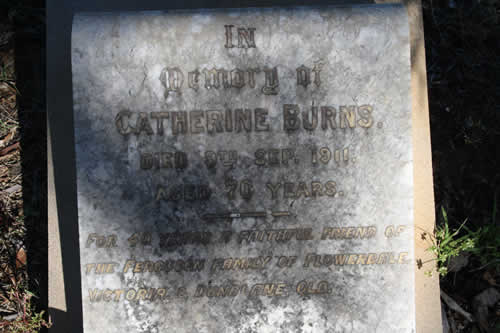 IN
Memory of
CATHERINE BURNS.
DIED 9TH SEP. 1911.
AGED 76 YEARS.
FOR 40 YEARS A FAITHFUL FRIEND OF
THE FERGUSON FAMILY OF FLOWERDALE,
VICTORIA & DUNDLANE, QLD.